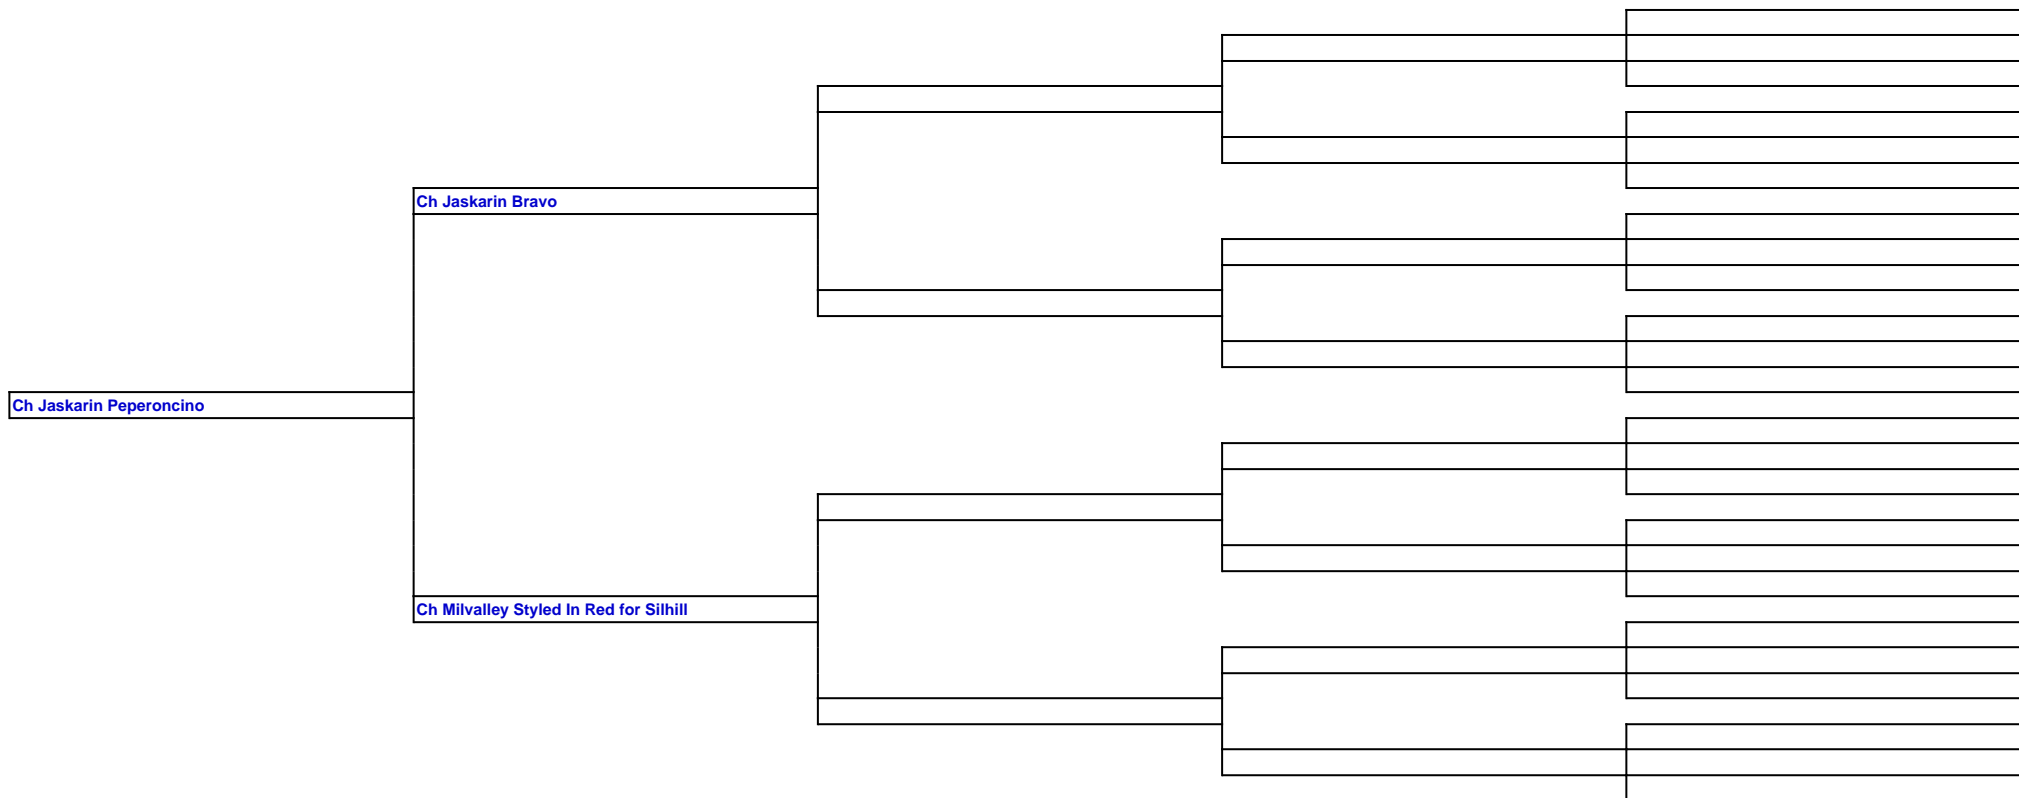 Ch Jaskarin Bravo
Ch Jaskarin Peperoncino
Ch Milvalley Styled In Red for Silhill